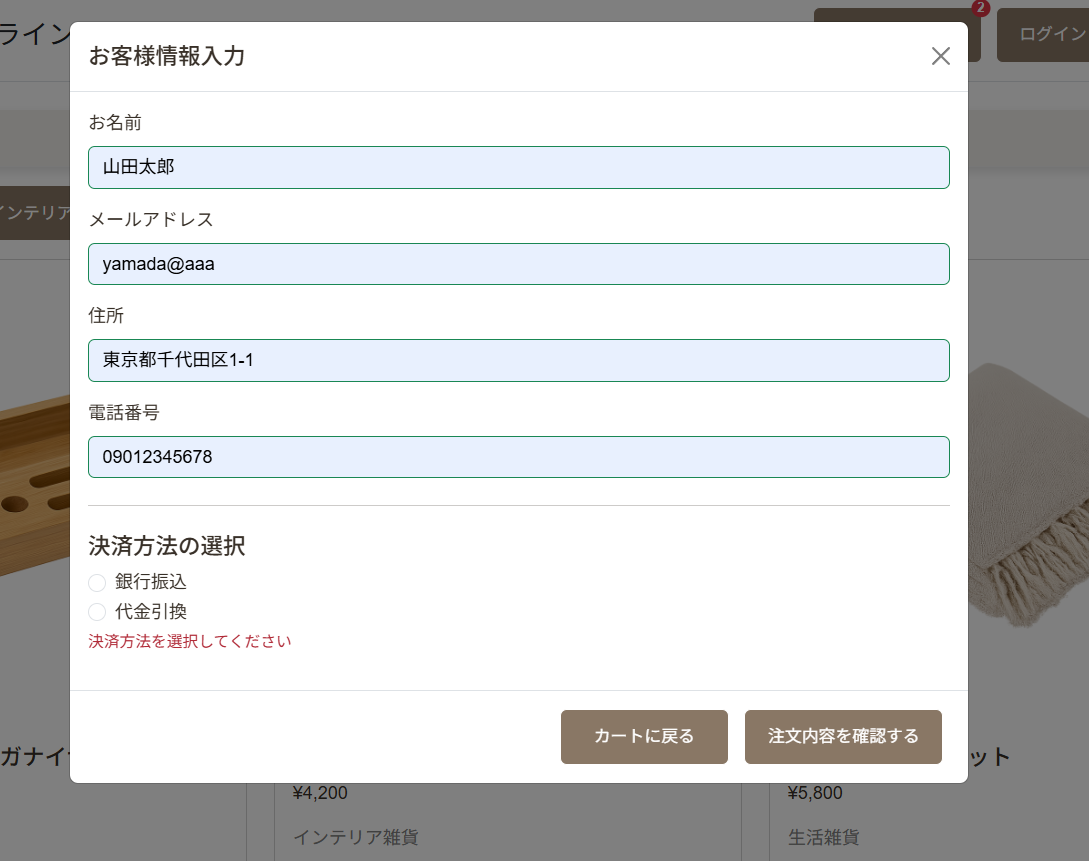 ライン
2
ログイン
お客様情報入力
お名前
山田太郎
メールアドレス
yamada@aaa
インテリア
住所
東京都千代田区1-1
電話番号
09012345678
決済方法の選択
銀行振込
代金引換
決済方法を選択してください
カートに戻る
注文内容を確認する
ガナイ
ット
¥4,200
¥5,800
インテリア雑貨
生活雑貨